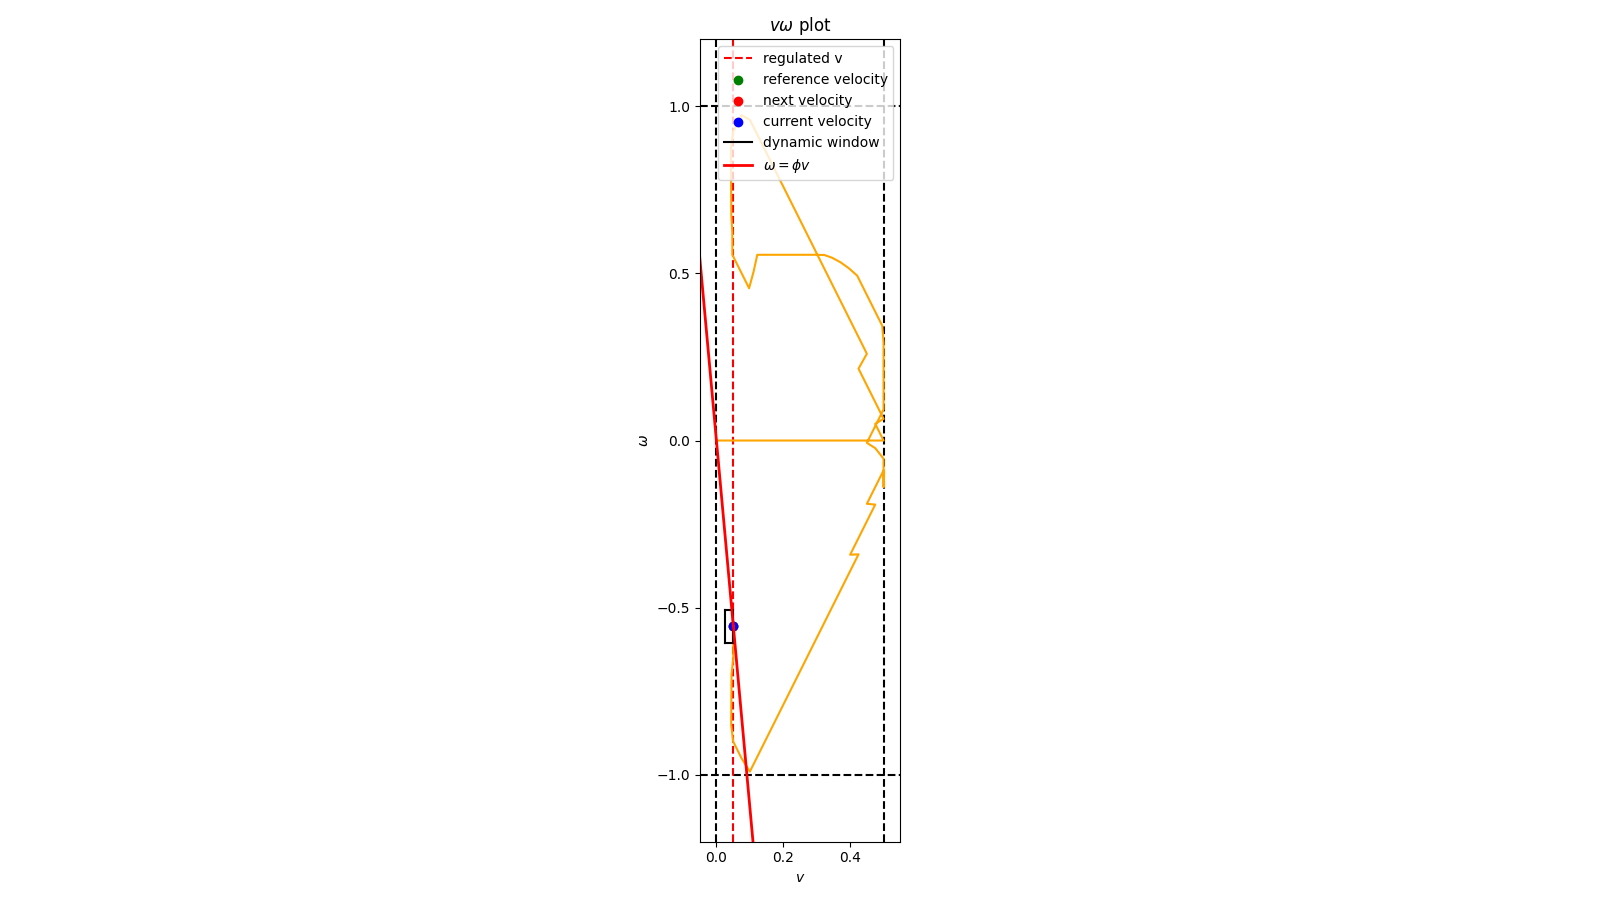 vω plot
regulated v
reference velocity
next velocity
current velocity
dynamic window
ω = ϕv
1.0
0.5
0.0
−0.5
−1.0
ω
0.0 0.2 0.4
v